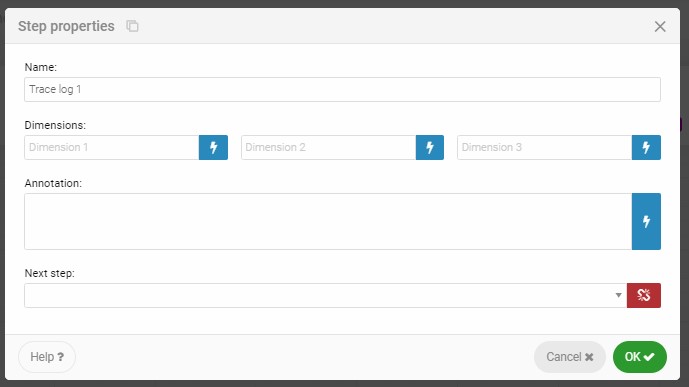 Step properties
Name:
Trace log 1
Dimensions:
Dimension 1 Dimension 2 Dimension 3
Annotation:
Next step:
Help ? Cancel ✖ OK ✔